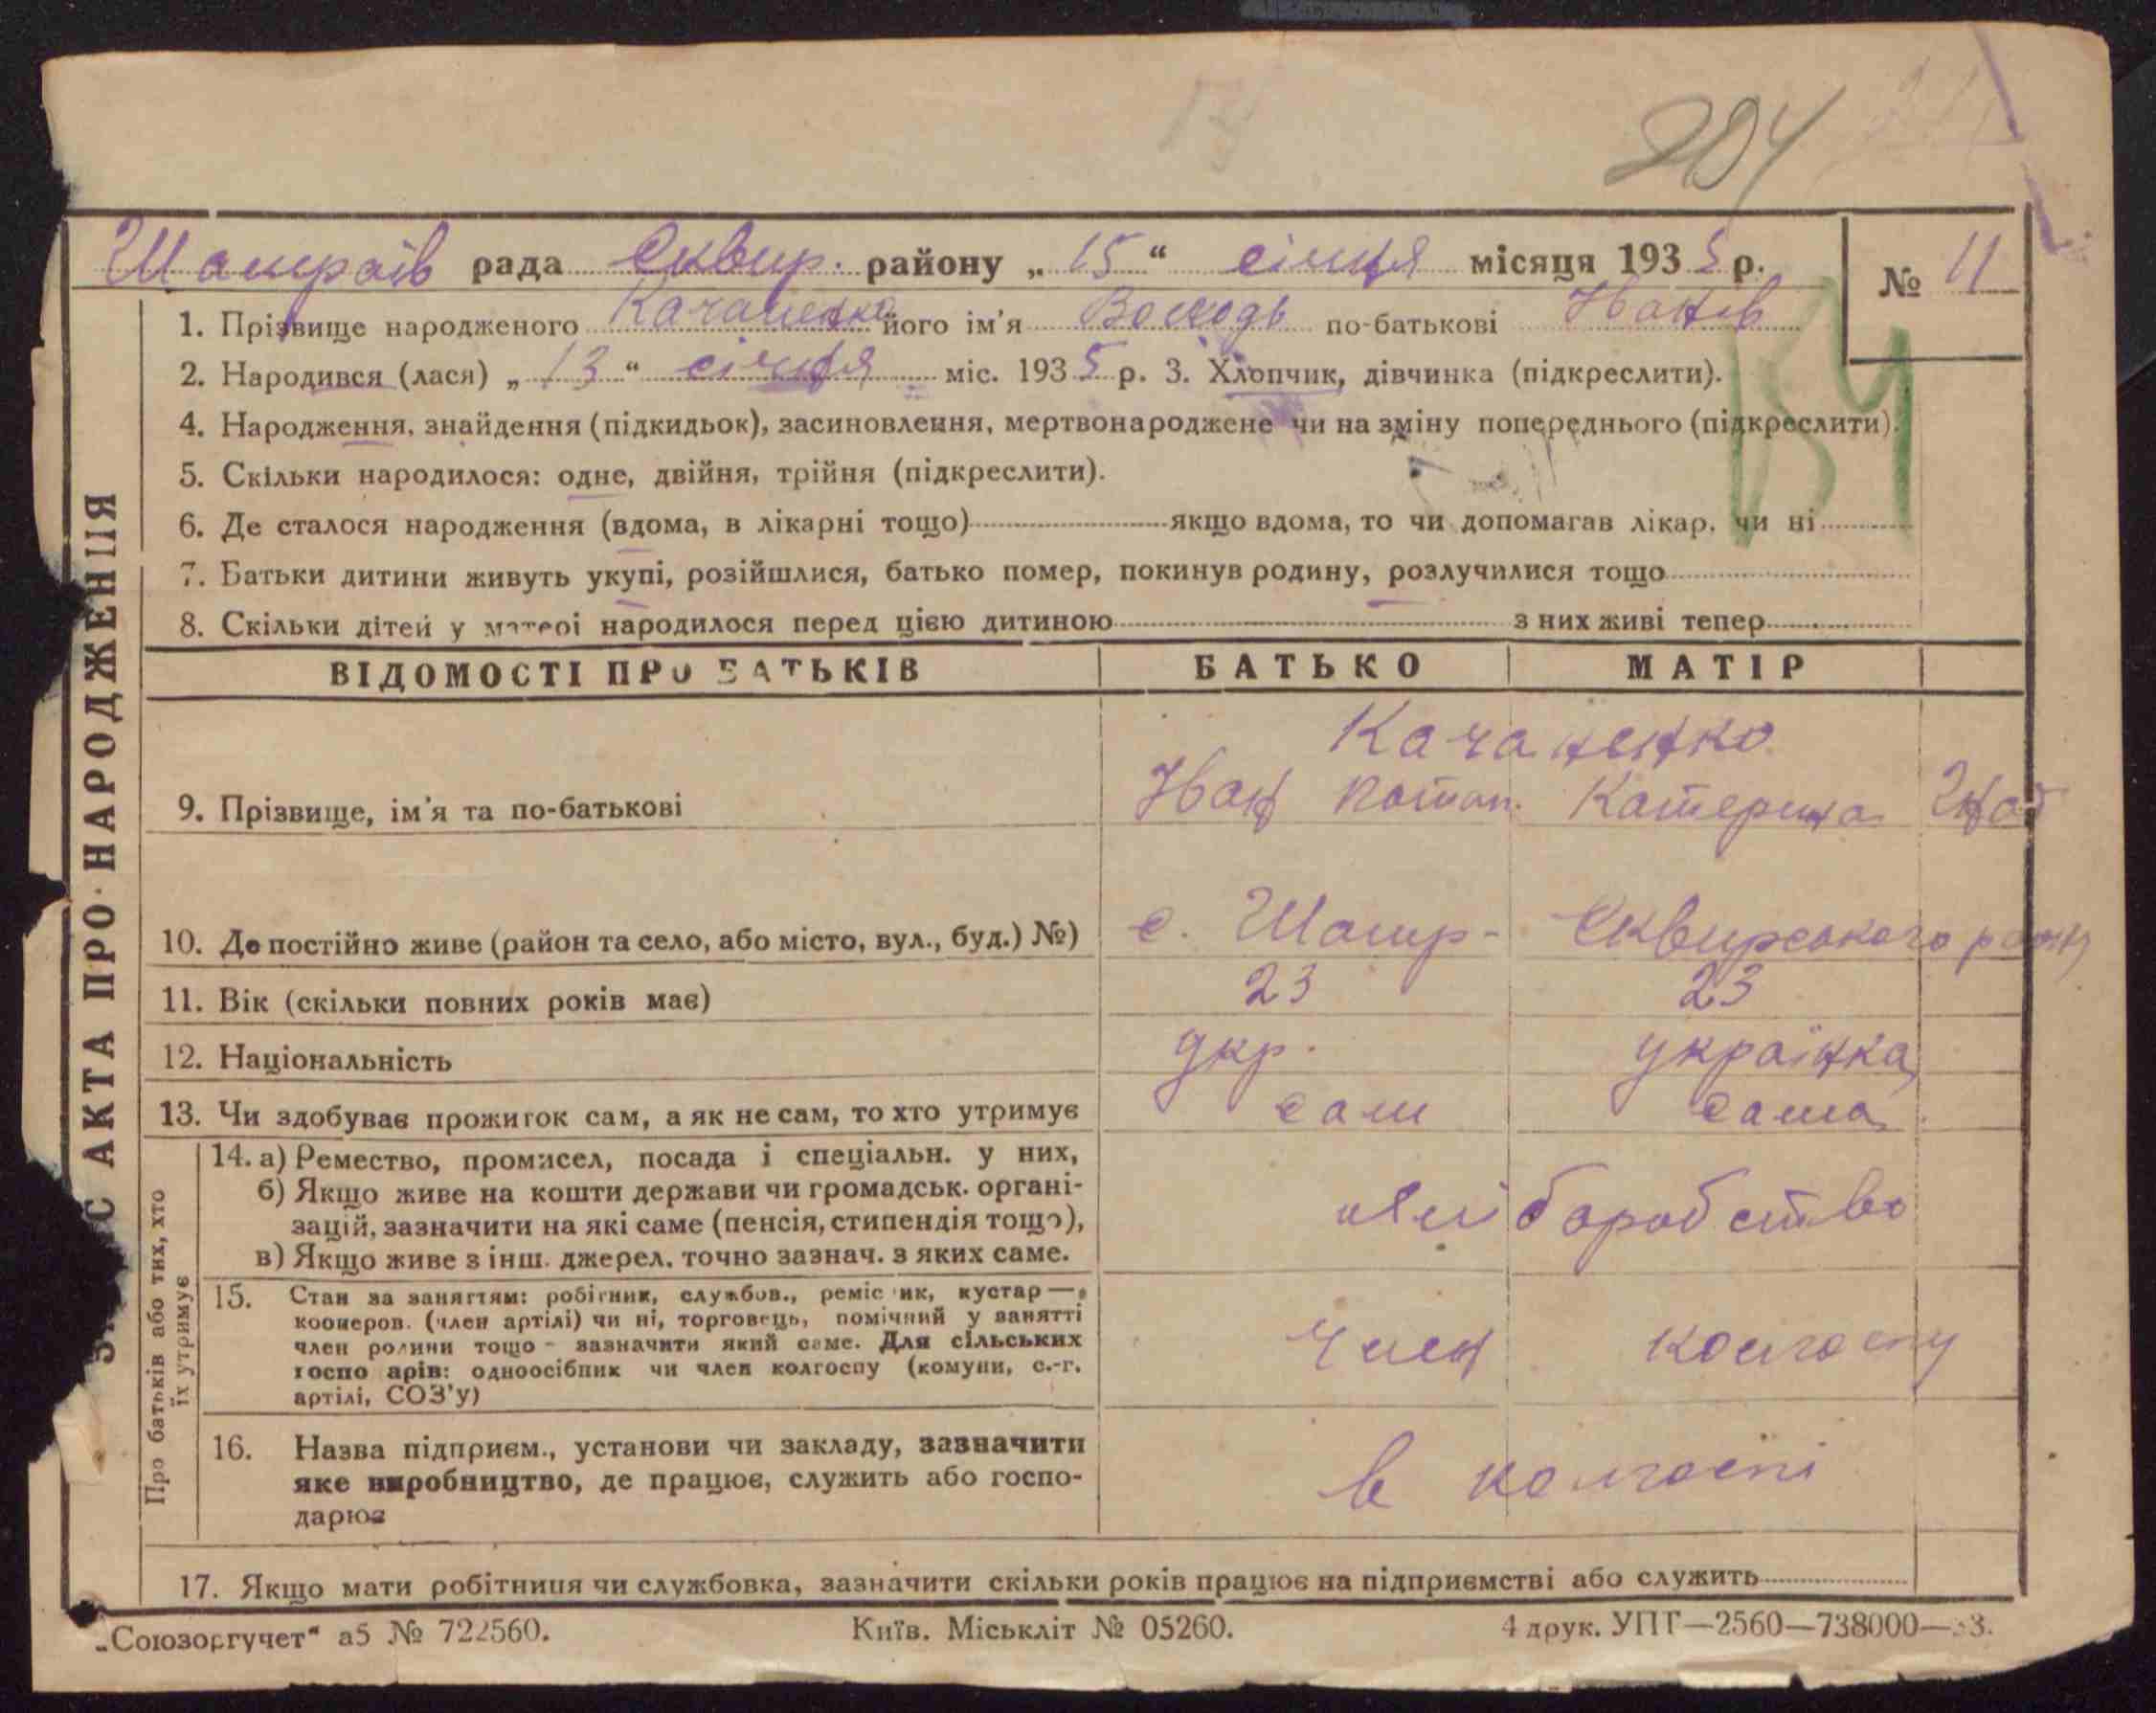 204
Шамраїв рада Сквир. району „ 15 “ січня місяця 1935 р.
№ 11
1. Прізвище народженого Качаненко його ім'я Володь по-батькові Іванів
2. Народився (лася) „ 13 “ січня міс. 1935 р. 3. Хлопчик, дівчинка (підкреслити).
4. Народження, знайдення (підкидьок), засиновлення, мертвонароджене чи на зміну попереднього (підкреслити).
5. Скільки народилося: одне, двійня, трійня (підкреслити).
6. Де сталося народження (вдома, в лікарні тощо) якщо вдома, то чи допомагав лікар, чи ні
7. Батьки дитини живуть укупі, розійшлися, батько помер, покинув родину, розлучилися тощо
8. Скільки дітей у матері народилося перед цією дитиною з них живі тепер
С АКТА ПРО НАРОДЖЕННЯ
ВІДОМОСТІ ПРО БАТЬКІВ БАТЬКО МАТІР
Качаненко
9. Прізвище, ім'я та по-батькові Іван Потап. Катерина
10. Де постійно живе (район та село, або місто, вул., буд.) №) с. Шамр- Сквирського
11. Вік (скільки повних років має) 23 23
12. Національність укр. українка
13. Чи здобуває прожиток сам, а як не сам, то хто утримує сам сама
Про батьків або тих, хто їх утримує
14. а) Ремество, промисел, посада і спеціальн. у них,
б) Якщо живе на кошти держави чи громадськ. органі-
зацій, зазначити на які саме (пенсія, стипендія тощо),
в) Якщо живе з інш. джерел, точно зазнач. з яких саме.
15. Стан за заняттям: робітник, службов., реміс ик, кустар —
кооперов. (член артілі) чи ні, торговець, помічний у занятті
член родини тощо - зазначити який саме. Для сільських
госпо арів: одноосібник чи член колгоспу (комуни, с.-г.
артілі, СОЗ'у)
член колгоспу
16. Назва підприєм., установи чи закладу, зазначити
яке виробництво, де працює, служить або госпо-
дарює
в колгоспі
17. Якщо мати робітниця чи службовка, зазначити скільки років працює на підприємстві або служить
„Союзоргучет“ а5 № 722560. Київ. Міськліт № 05260. 4 друк. УПТ—2560—738000— 3.